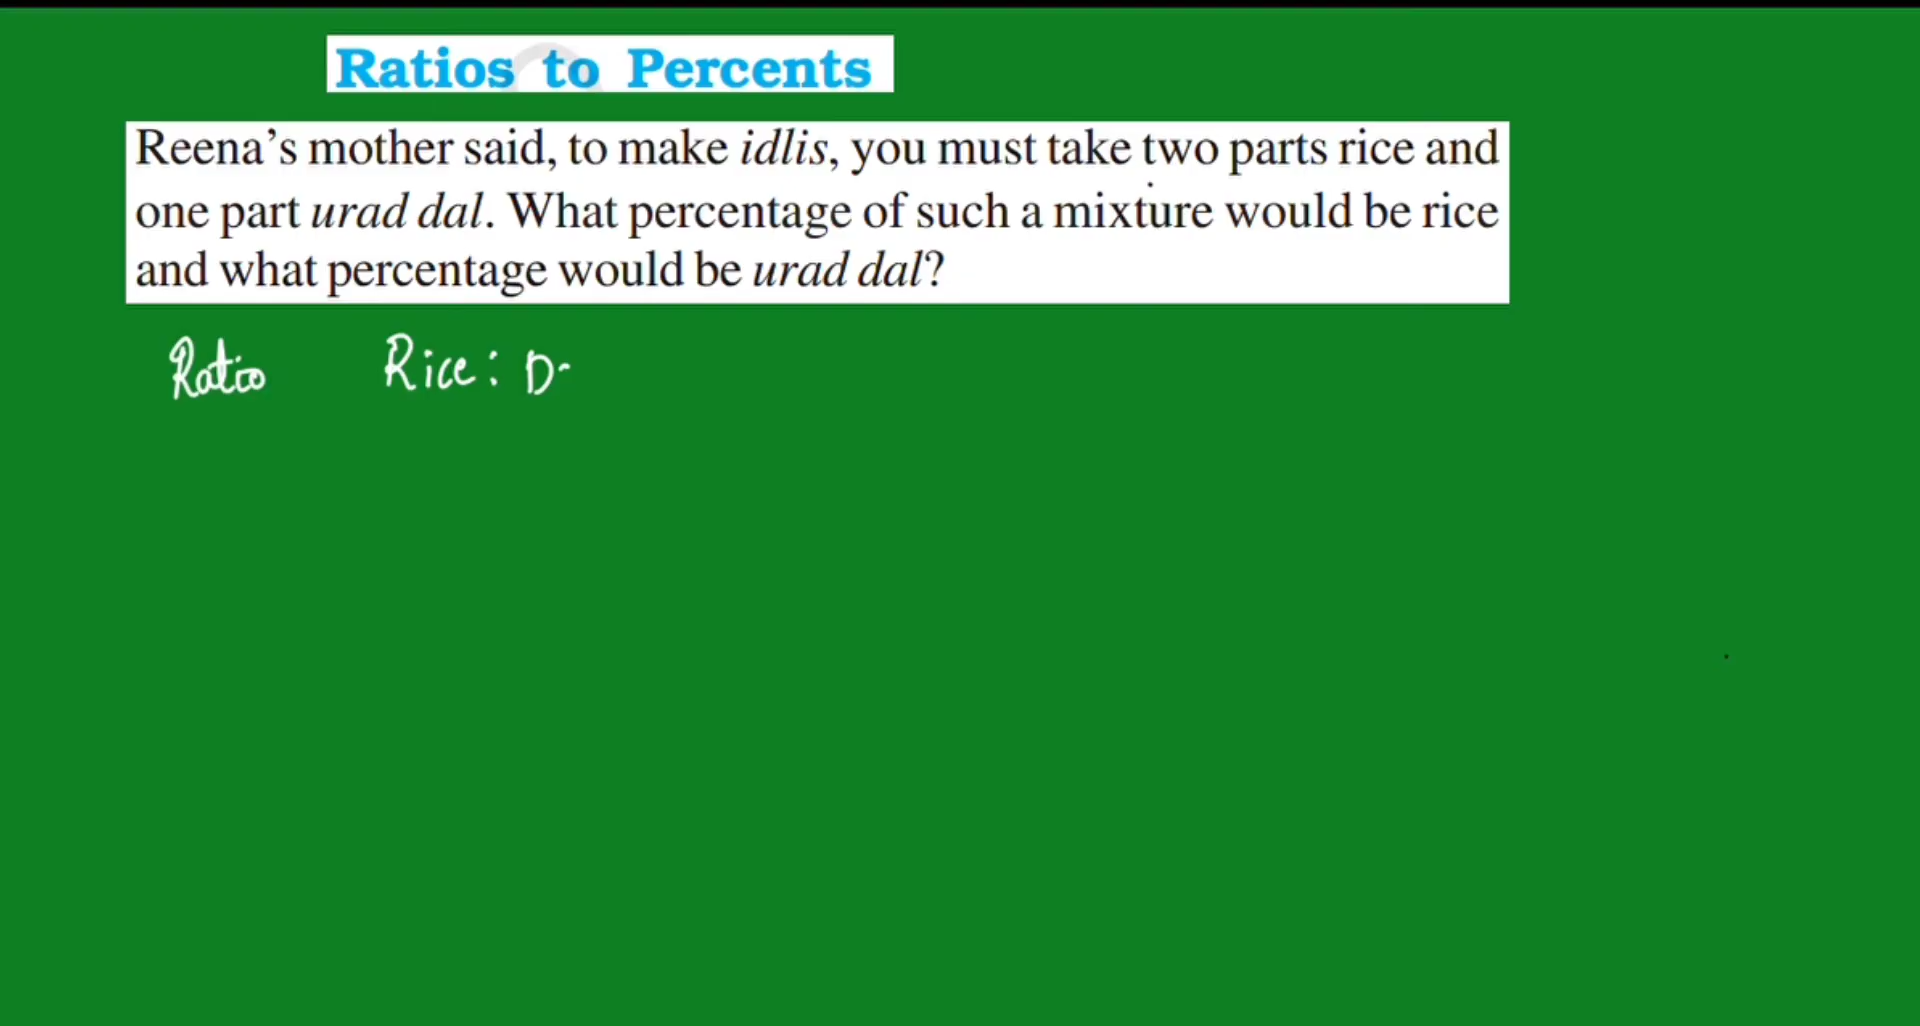 Ratios to Percents
Reena's mother said, to make idlis, you must take two parts rice and
one part urad dal. What percentage of such a mixture would be rice
and what percentage would be urad dal?
Ratio Rice : D